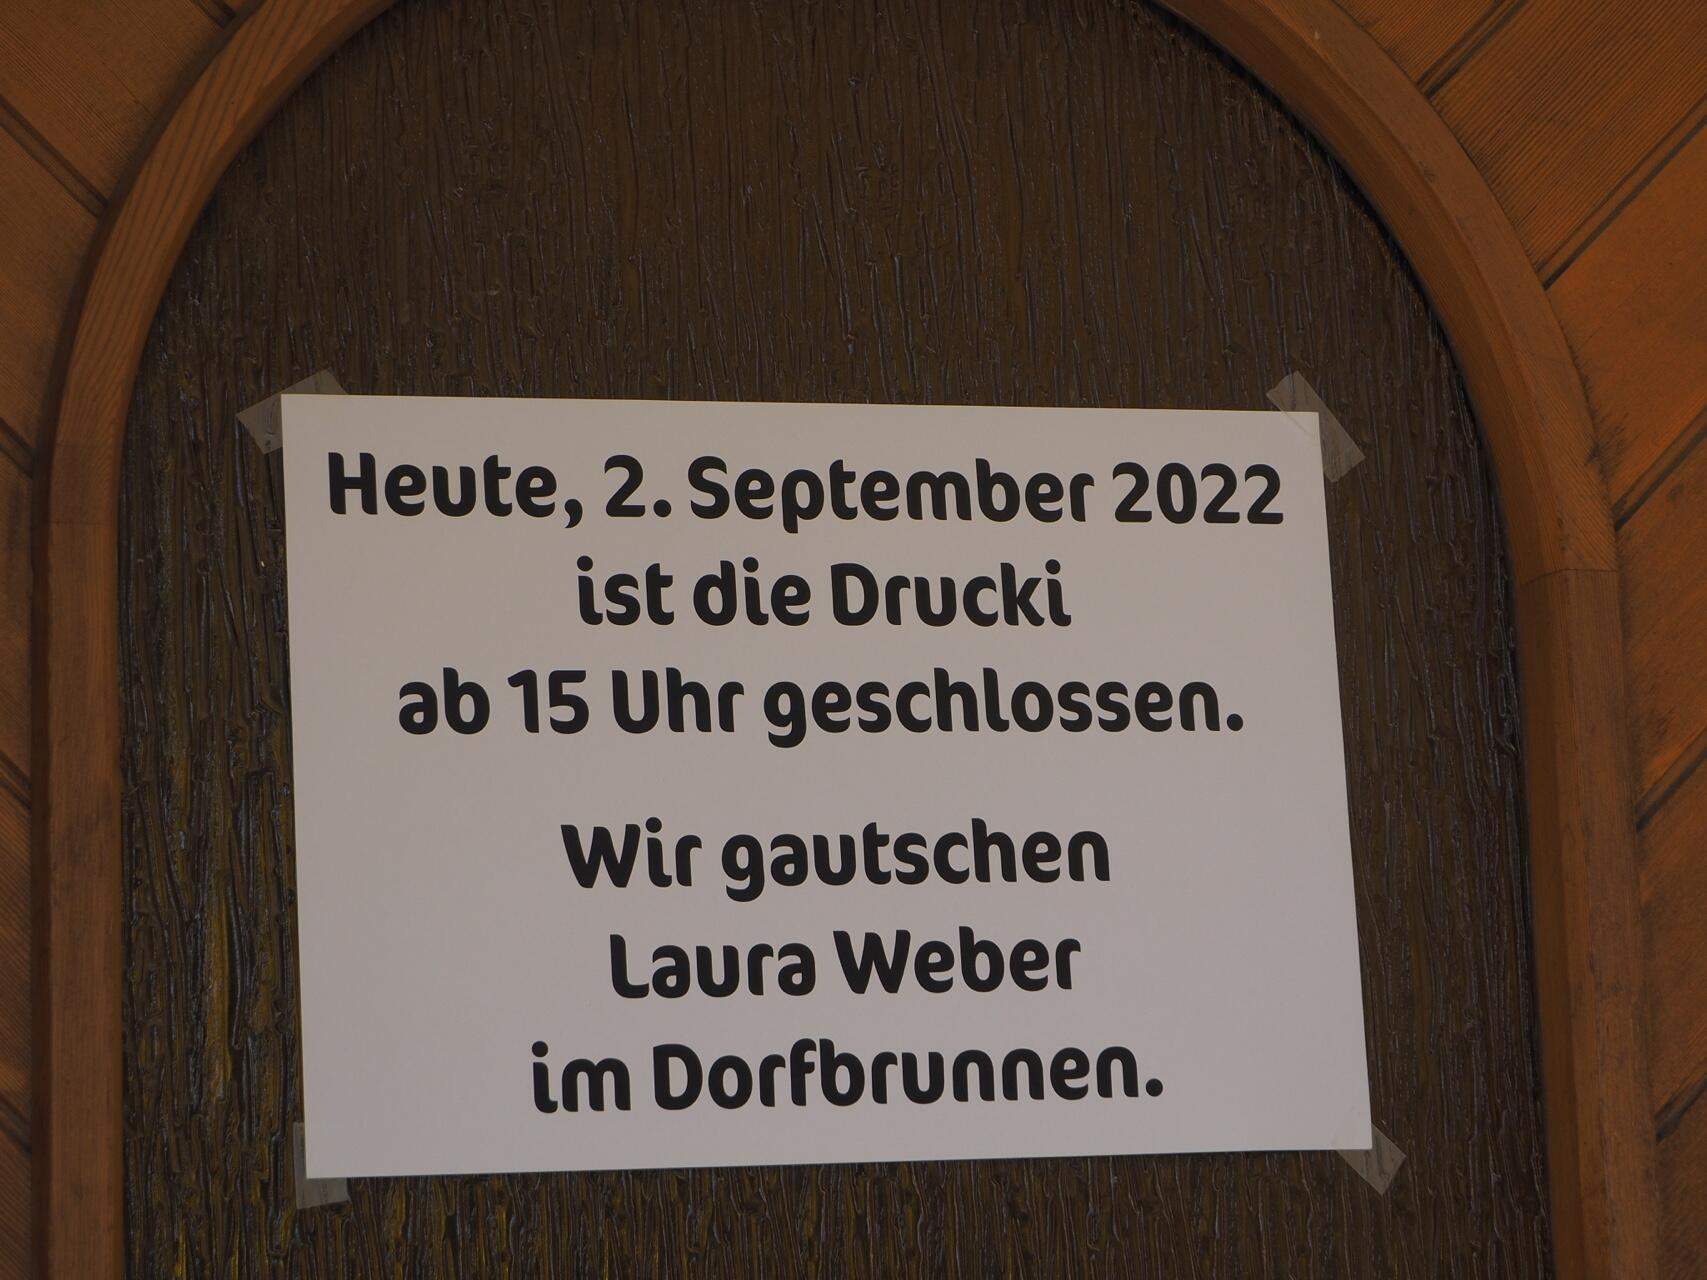 Heute, 2. September 2022
ist die Drucki
ab 15 Uhr geschlossen.
Wir gautschen
Laura Weber
im Dorfbrunnen.